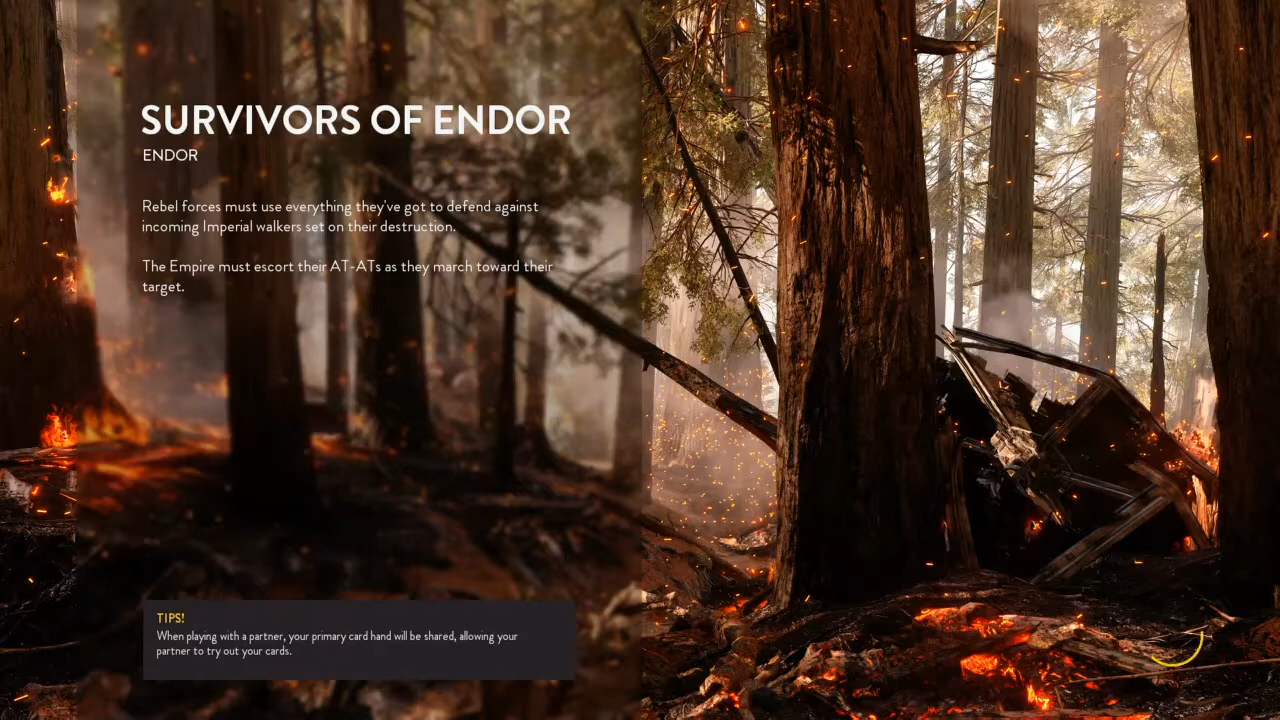 SURVIVORS OF ENDOR
ENDOR
Rebel forces must use everything they've got to defend against
incoming Imperial walkers set on their destruction.
The Empire must escort their AT-ATs as they march toward their
target.
TIPS!
When playing with a partner, your primary card hand will be shared, allowing your
partner to try out your cards.